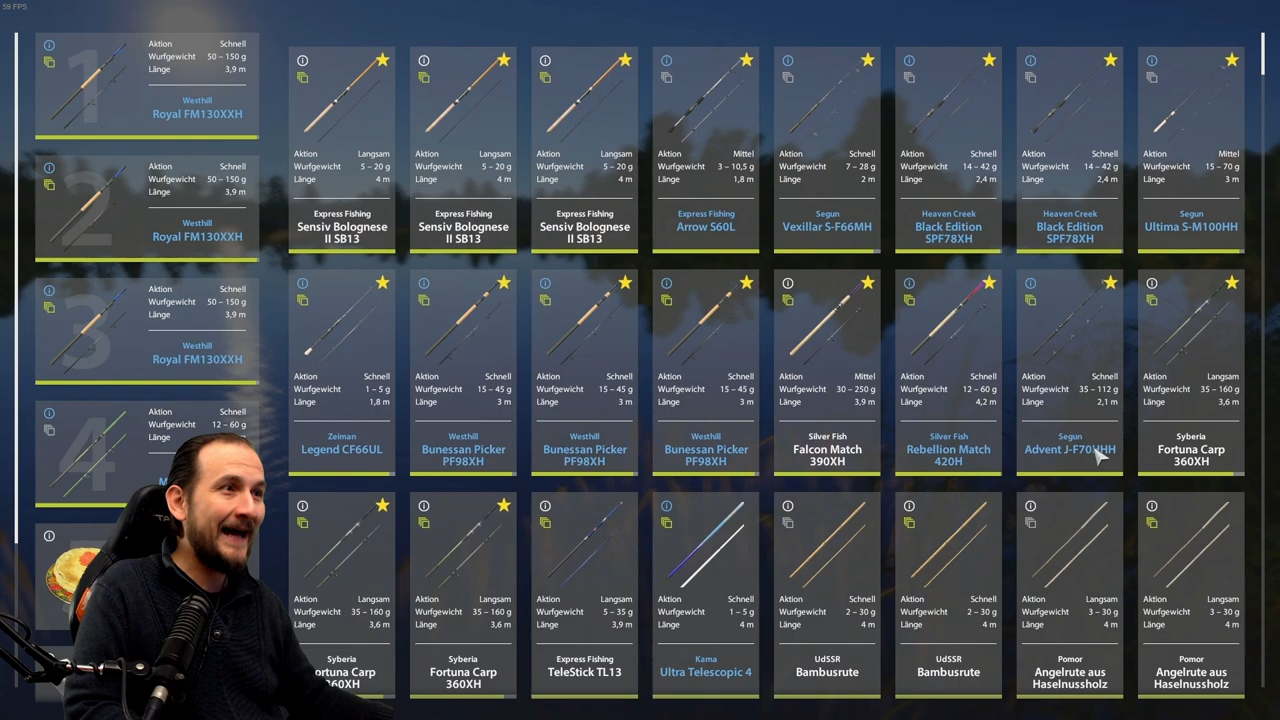 59 FPS
1
Aktion Schnell
Wurfgewicht 50 – 150 g
Länge 3,9 m
Westhill
Royal FM130XXH
2
Aktion Schnell
Wurfgewicht 50 – 150 g
Länge 3,9 m
Westhill
Royal FM130XXH
3
Aktion Schnell
Wurfgewicht 50 – 150 g
Länge 3,9 m
Westhill
Royal FM130XXH
4
Aktion Schnell
Wurfgewicht 12 – 60 g
Länge
Aktion Langsam
Wurfgewicht 5 – 20 g
Länge 4 m
Express Fishing
Sensiv Bolognese
II SB13
Aktion Langsam
Wurfgewicht 5 – 20 g
Länge 4 m
Express Fishing
Sensiv Bolognese
II SB13
Aktion Langsam
Wurfgewicht 5 – 20 g
Länge 4 m
Express Fishing
Sensiv Bolognese
II SB13
Aktion Mittel
Wurfgewicht 3 – 10,5 g
Länge 1,8 m
Express Fishing
Arrow S60L
Aktion Schnell
Wurfgewicht 7 – 28 g
Länge 2 m
Segun
Vexillar S-F66MH
Aktion Schnell
Wurfgewicht 14 – 42 g
Länge 2,4 m
Heaven Creek
Black Edition
SPF78XH
Aktion Schnell
Wurfgewicht 14 – 42 g
Länge 2,4 m
Heaven Creek
Black Edition
SPF78XH
Aktion Mittel
Wurfgewicht 15 – 70 g
Länge 3 m
Segun
Ultima S-M100HH
Aktion Schnell
Wurfgewicht 1 – 5 g
Länge 1,8 m
Zeiman
Legend CF66UL
Aktion Schnell
Wurfgewicht 15 – 45 g
Länge 3 m
Westhill
Bunessan Picker
PF98XH
Aktion Schnell
Wurfgewicht 15 – 45 g
Länge 3 m
Westhill
Bunessan Picker
PF98XH
Aktion Schnell
Wurfgewicht 15 – 45 g
Länge 3 m
Westhill
Bunessan Picker
PF98XH
Aktion Mittel
Wurfgewicht 30 – 250 g
Länge 3,9 m
Silver Fish
Falcon Match
390XH
Aktion Schnell
Wurfgewicht 12 – 60 g
Länge 4,2 m
Silver Fish
Rebellion Match
420H
Aktion Schnell
Wurfgewicht 35 – 112 g
Länge 2,1 m
Segun
Advent J-F70HHH
Aktion Langsam
Wurfgewicht 35 – 160 g
Länge 3,6 m
Syberia
Fortuna Carp
360XH
Aktion Langsam
Wurfgewicht 35 – 160 g
Länge 3,6 m
Syberia
ortuna Carp
360XH
Aktion Langsam
Wurfgewicht 35 – 160 g
Länge 3,6 m
Syberia
Fortuna Carp
360XH
Aktion Langsam
Wurfgewicht 5 – 35 g
Länge 3,9 m
Express Fishing
TeleStick TL13
Aktion Schnell
Wurfgewicht 1 – 5 g
Länge 4 m
Kama
Ultra Telescopic 4
Aktion Schnell
Wurfgewicht 2 – 30 g
Länge 4 m
UdSSR
Bambusrute
Aktion Schnell
Wurfgewicht 2 – 30 g
Länge 4 m
UdSSR
Bambusrute
Aktion Langsam
Wurfgewicht 3 – 30 g
Länge 4 m
Pomor
Angelrute aus
Haselnussholz
Aktion Langsam
Wurfgewicht 3 – 30 g
Länge 4 m
Pomor
Angelrute aus
Haselnussholz